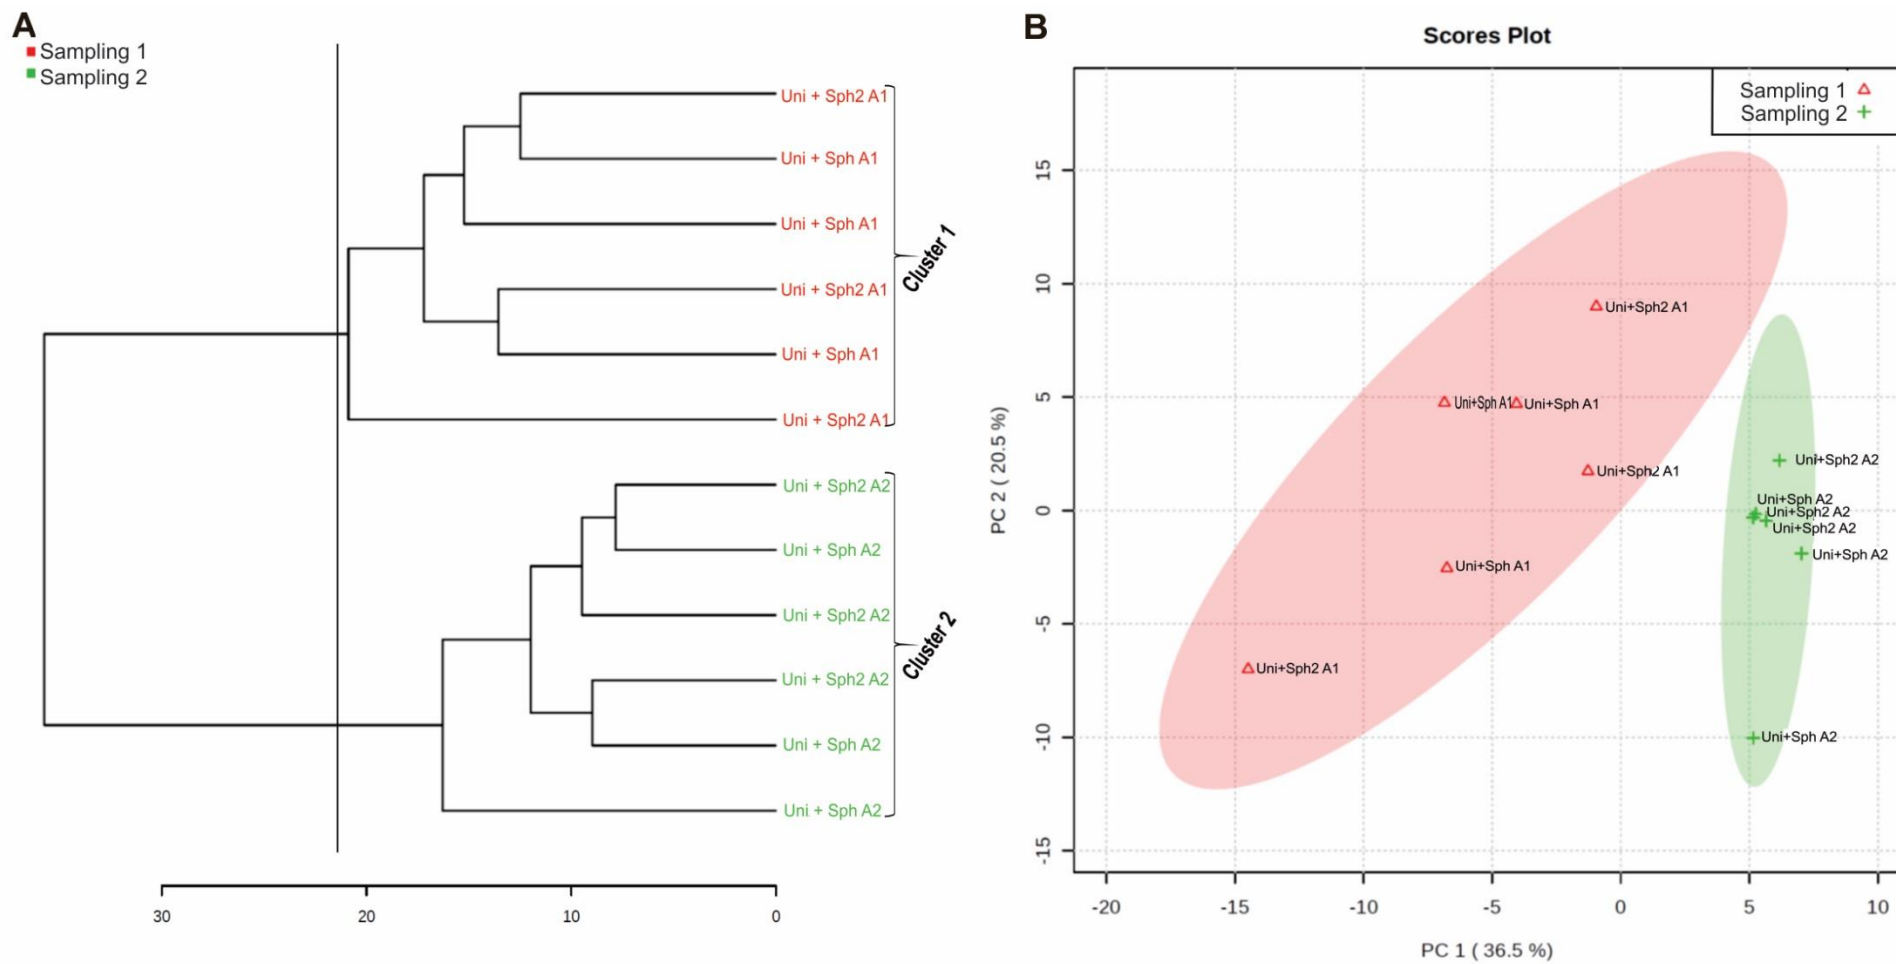 A
Sampling 1
Sampling 2
Uni + Sph2 A1
Uni + Sph A1
Uni + Sph A1
Uni + Sph2 A1
Uni + Sph A1
Uni + Sph2 A1
Cluster 1
Uni + Sph2 A2
Uni + Sph A2
Uni + Sph2 A2
Uni + Sph2 A2
Uni + Sph A2
Uni + Sph A2
Cluster 2
30 20 10 0
B
Scores Plot
Sampling 1
Sampling 2
Uni+Sph2 A1
Uni+Sph A1 Uni+Sph A1
Uni+Sph2 A1
Uni+Sph A1
Uni+Sph2 A1
Uni+Sph2 A2
Uni+Sph A2
Uni+Sph2 A2
Uni+Sph2 A2
Uni+Sph A2
Uni+Sph A2
15
10
5
0
-5
-10
-15
PC 2 ( 20.5 %)
-20 -15 -10 -5 0 5 10
PC 1 ( 36.5 %)